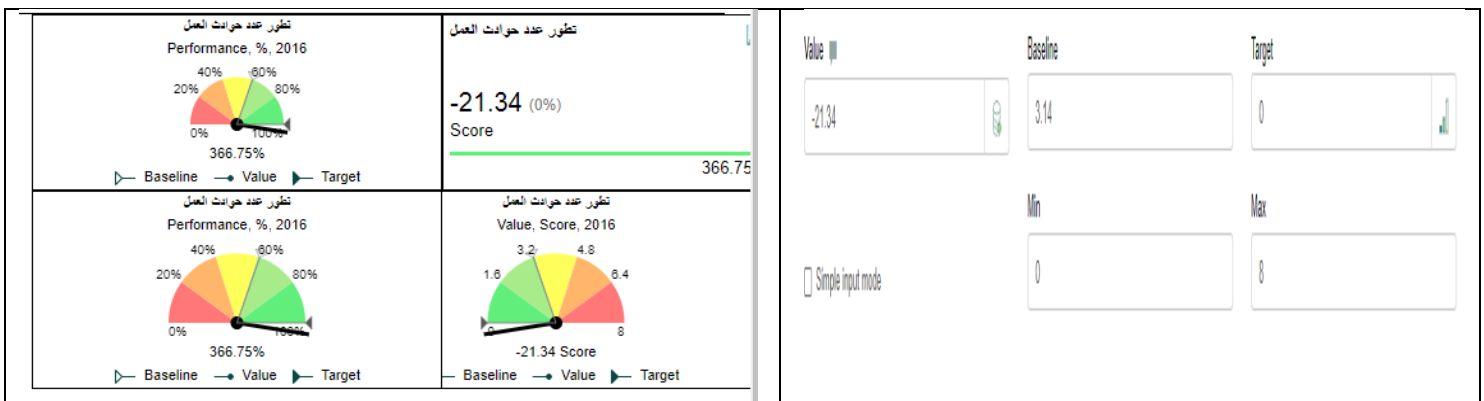 تطور عدد حوادث العمل
Performance, %, 2016
40%
60%
20%
80%
0%
100%
366.75%
Baseline
Value
Target
تطور عدد حوادث العمل
-21.34 (0%)
Score
366.75
تطور عدد حوادث العمل
Performance, %, 2016
40%
60%
20%
80%
0%
100%
366.75%
Baseline
Value
Target
تطور عدد حوادث العمل
Value, Score, 2016
3.2
4.8
1.6
6.4
0
8
-21.34 Score
Baseline
Value
Target
Value
Baseline
Target
-21.34
3.14
0
Min
Max
Simple input mode
0
8